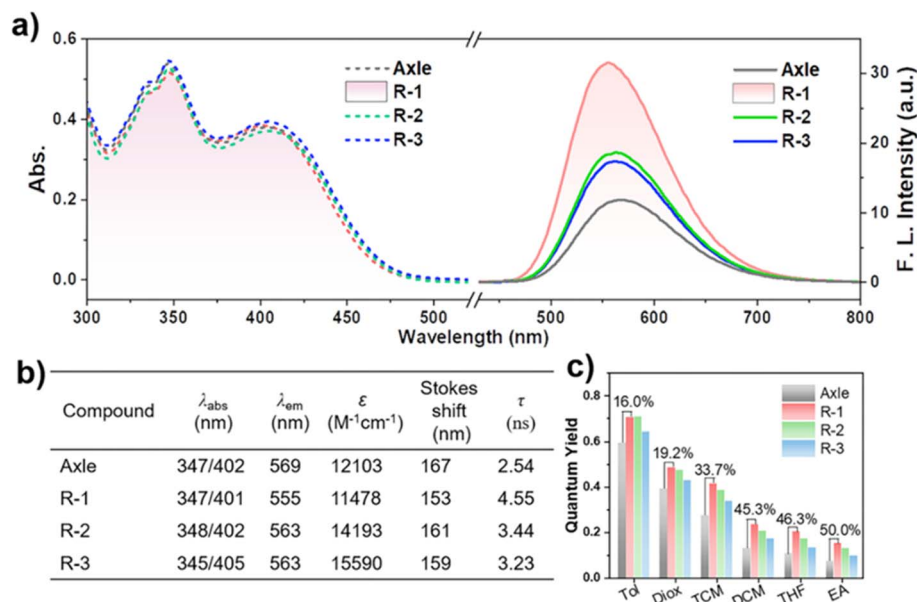 a)
0.6
0.4
0.2
0.0
Abs.
Axle
R-1
R-2
R-3
Axle
R-1
R-2
R-3
30
20
10
0
F. L. Intensity (a.u.)
300 350 400 450 500 500 600 700 800
Wavelength (nm)
b)
Compound λabs (nm) λem (nm) ε (M-1cm-1) Stokes shift (nm) τ (ns)
Axle 347/402 569 12103 167 2.54
R-1 347/401 555 11478 153 4.55
R-2 348/402 563 14193 161 3.44
R-3 345/405 563 15590 159 3.23
c)
Quantum Yield
0.9
0.6
0.3
0.0
Axle
R-1
R-2
R-3
16.0%
19.2%
33.7%
45.3%
46.3%
50.0%
Tol Diox TCM DCM THF EA